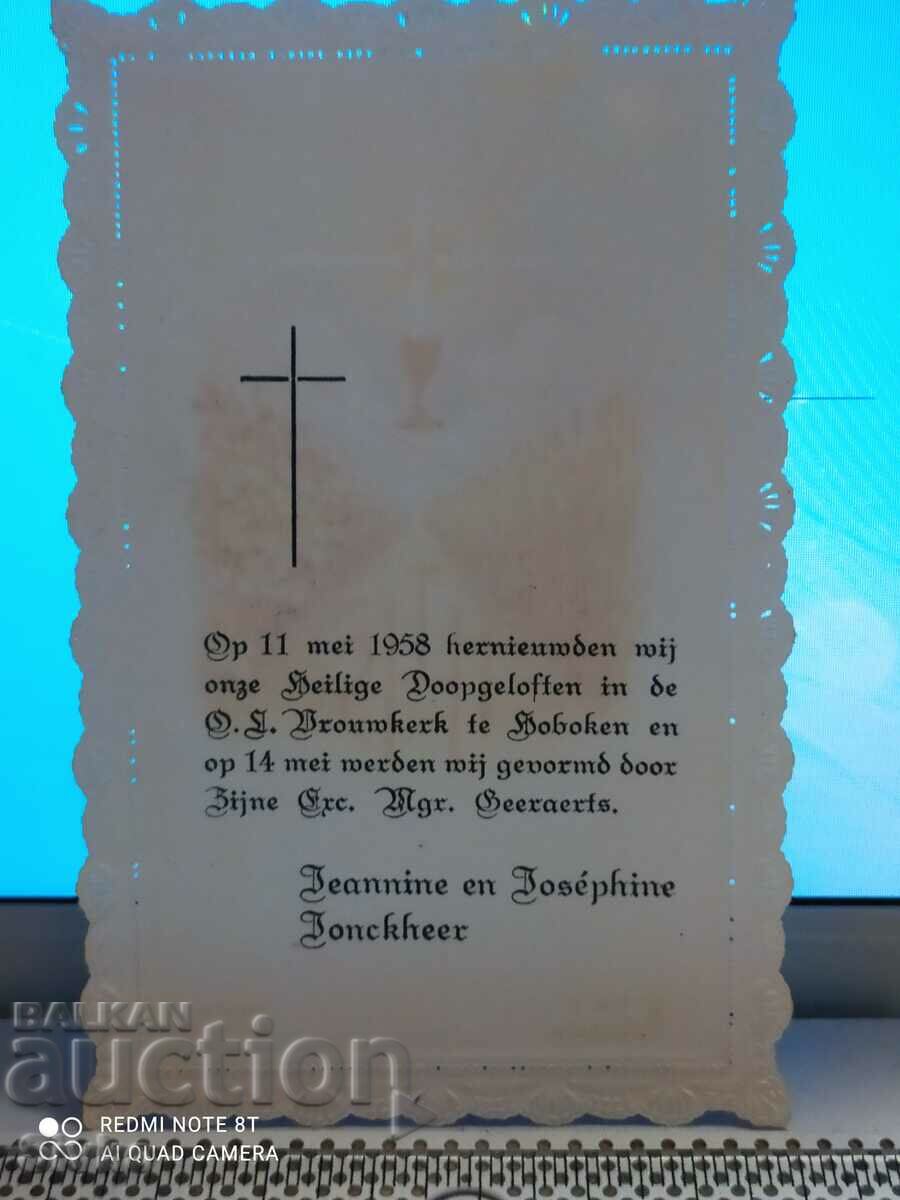 Op 11 mei 1958 hernieuwden wij
onze Heilige Doopgeloften in de
O.L. Vrouwkerk te Hoboken en
op 14 mei werden wij gevormd door
Zijne Exc. Mgr. Geeraerts.
Jeannine en Joséphine
Jonckheer
BALKAN
auction
REDMI NOTE 8T
AI QUAD CAMERA